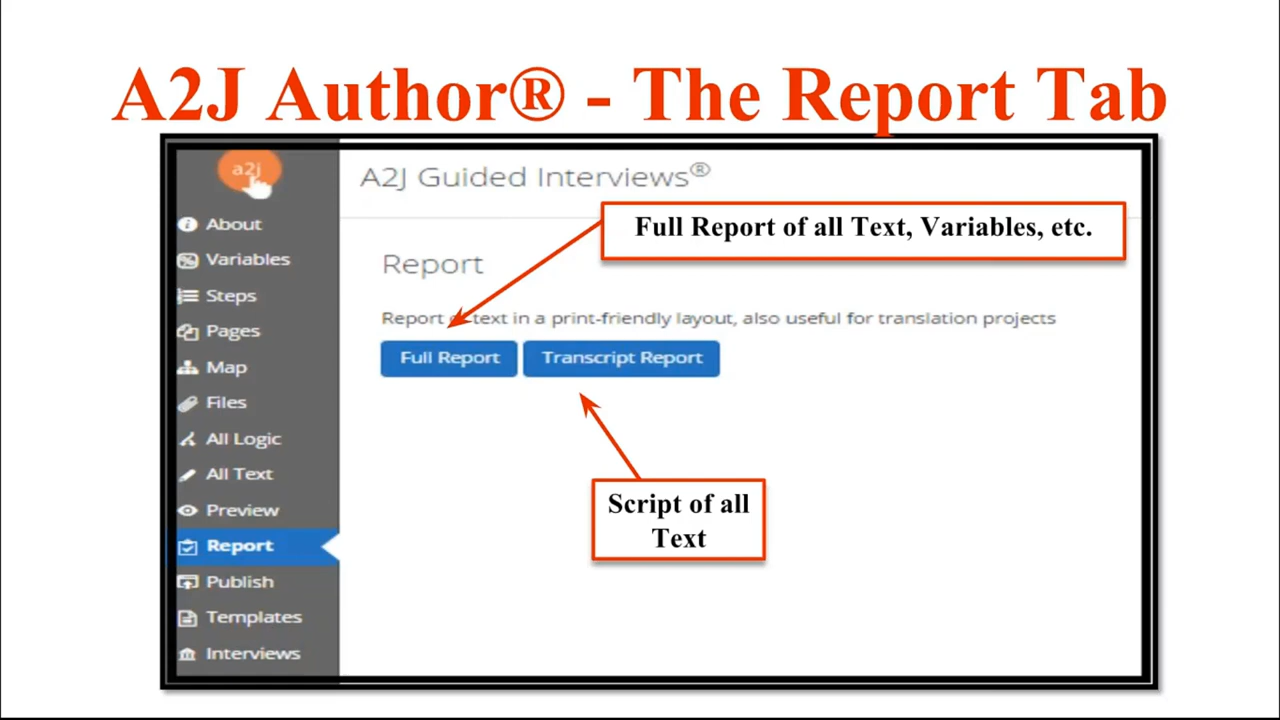 A2J Author® - The Report Tab
a2j
A2J Guided Interviews®
About
Variables
Steps
Pages
Map
Files
All Logic
All Text
Preview
Report
Publish
Templates
Interviews
Full Report of all Text, Variables, etc.
Report
Report of text in a print-friendly layout, also useful for translation projects
Full Report
Transcript Report
Script of all
Text